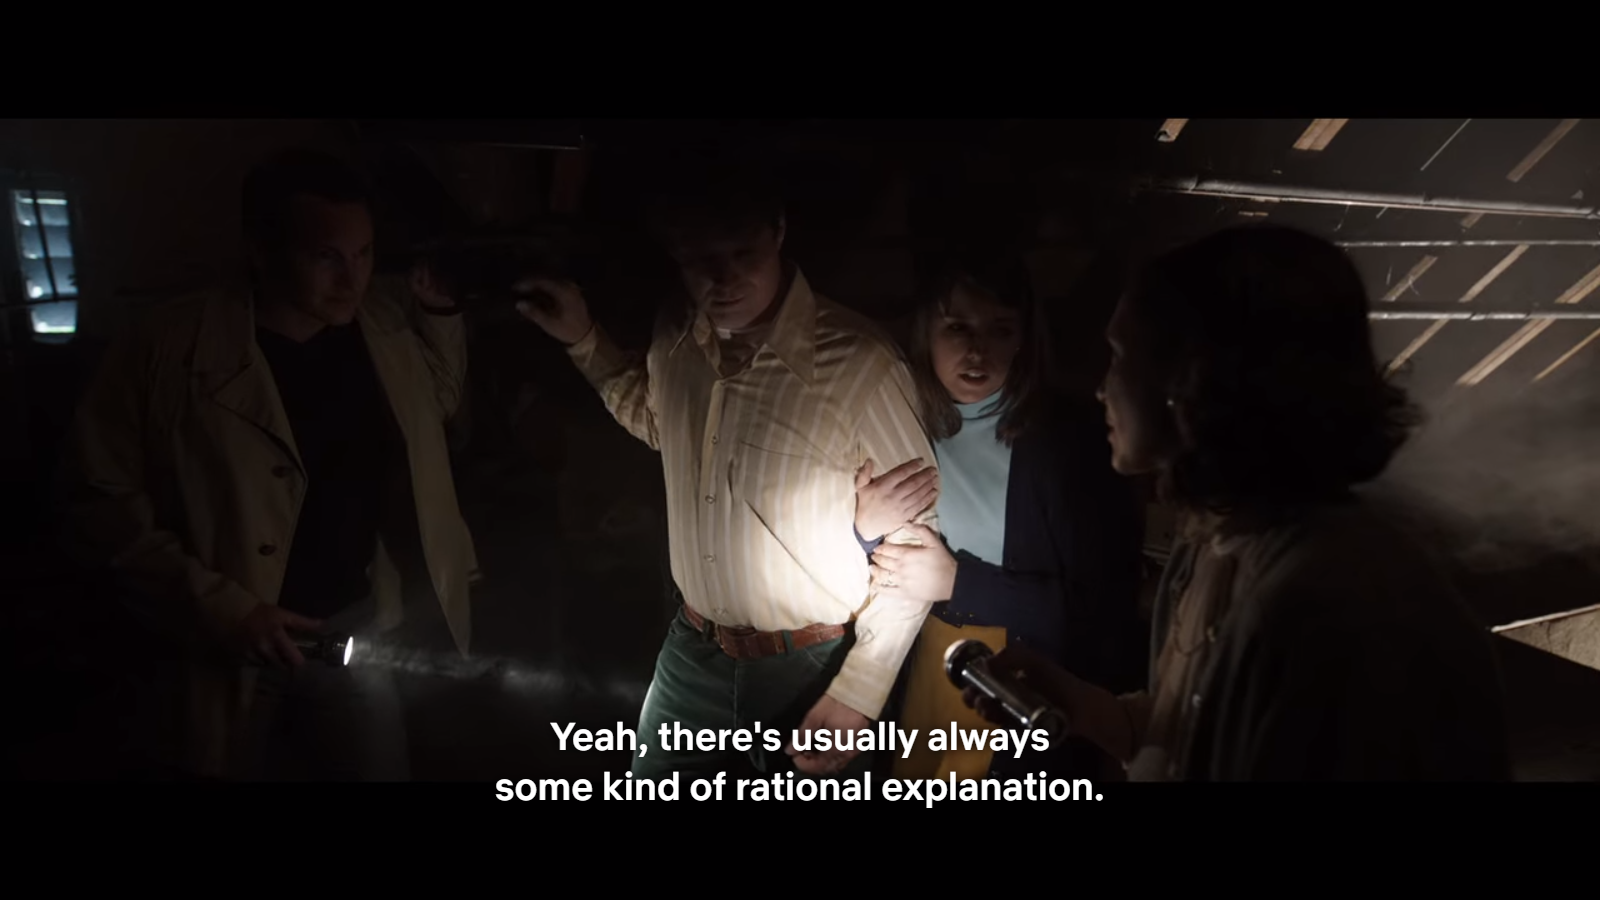 Yeah, there's usually always
some kind of rational explanation.